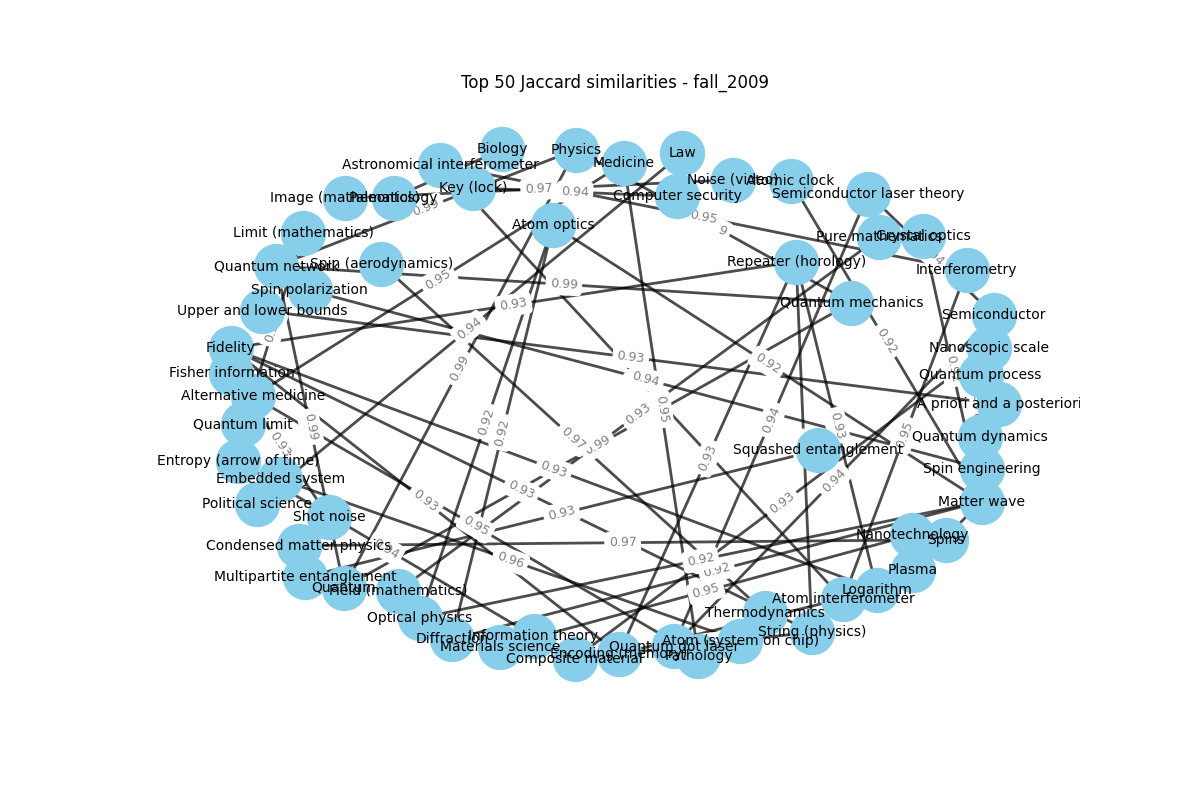 Top 50 Jaccard similarities - fall_2009
Biology
Physics
Law
Medicine
Astronomical interferometer
Key (lock)
Noise (video)
Atomic clock
Computer security
Semiconductor laser theory
Image (mathematics)
Paleontology
0.97
0.94
0.99
0.95
9
Atom optics
Limit (mathematics)
Pure mathematics
Crystal optics
Quantum network
Spin (aerodynamics)
Repeater (horology)
Interferometry
0.95
0.99
Spin polarization
0.93
Quantum mechanics
Upper and lower bounds
Semiconductor
0.94
0.92
Fidelity
Nanoscopic scale
0.93
0.92
0.99
Fisher information
Quantum process
0.94
Alternative medicine
A priori and a posteriori
0.95
0.93
0.92
0.94
Quantum limit
0.99
0.93
0.92
0.95
0.97
Quantum dynamics
0.93
0.99
Squashed entanglement
Entropy (arrow of time)
0.93
0.93
Spin engineering
Embedded system
0.94
0.93
0.93
0.93
Matter wave
Political science
0.93
Shot noise
0.95
Nanotechnology
Spins
Condensed matter physics
0.97
0.94
0.96
0.92
0.92
Plasma
Multipartite entanglement
Quantum
Field (mathematics)
0.95
Logarithm
Atom interferometer
Optical physics
Thermodynamics
String (physics)
Diffraction
Information theory
Atom (system on chip)
Materials science
Quantum dot laser
Encoding (memory)
Composite material
Pathology